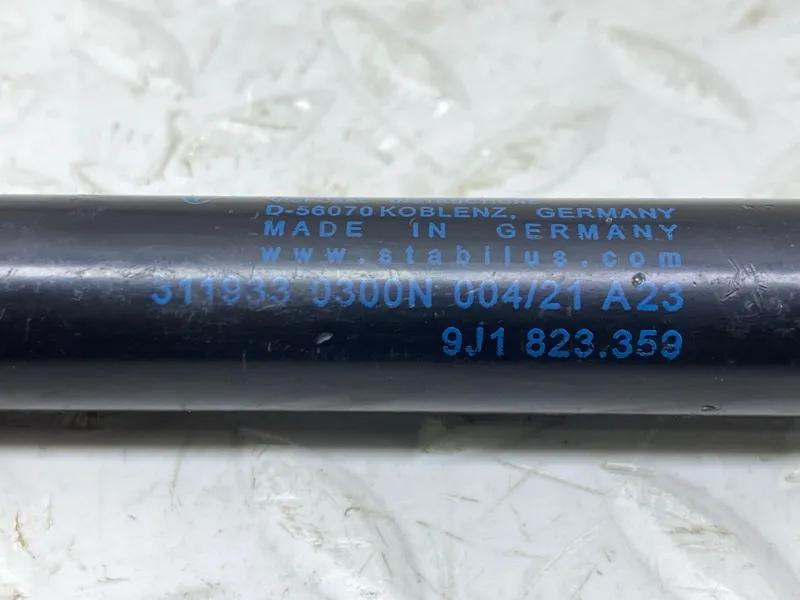 D-56070 KOBLENZ, GERMANY
MADE IN GERMANY
www.stabilus.com
311933 0300N 004/21 A23
9J1 823.359